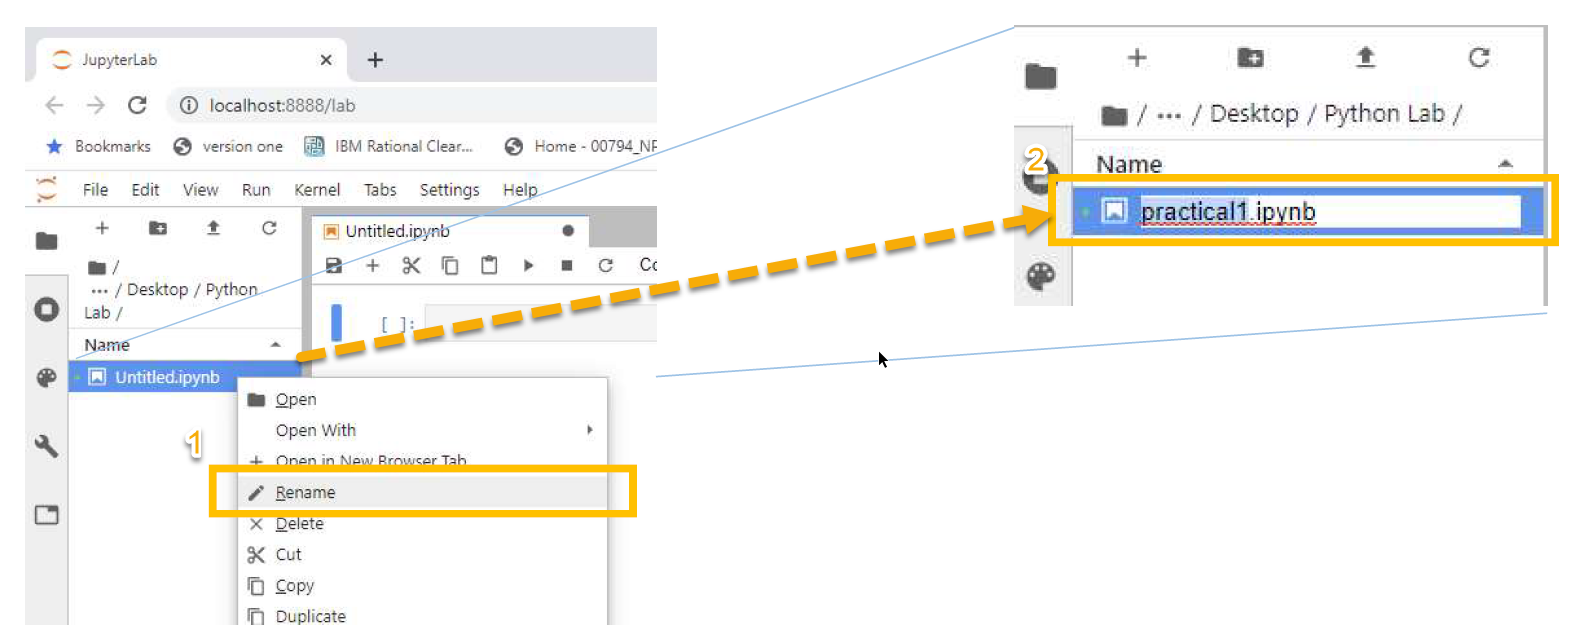 JupyterLab
localhost:8888/lab
Bookmarks version one IBM Rational Clear... Home - 00794_NF
File Edit View Run Kernel Tabs Settings Help
Untitled.ipynb
/
... / Desktop / Python
Lab /
[ ]:
Name
Untitled.ipynb
1
Open
Open With
Open in New Browser Tab
Rename
Delete
Cut
Copy
Duplicate
/ ... / Desktop / Python Lab /
2
Name
practical1.ipynb